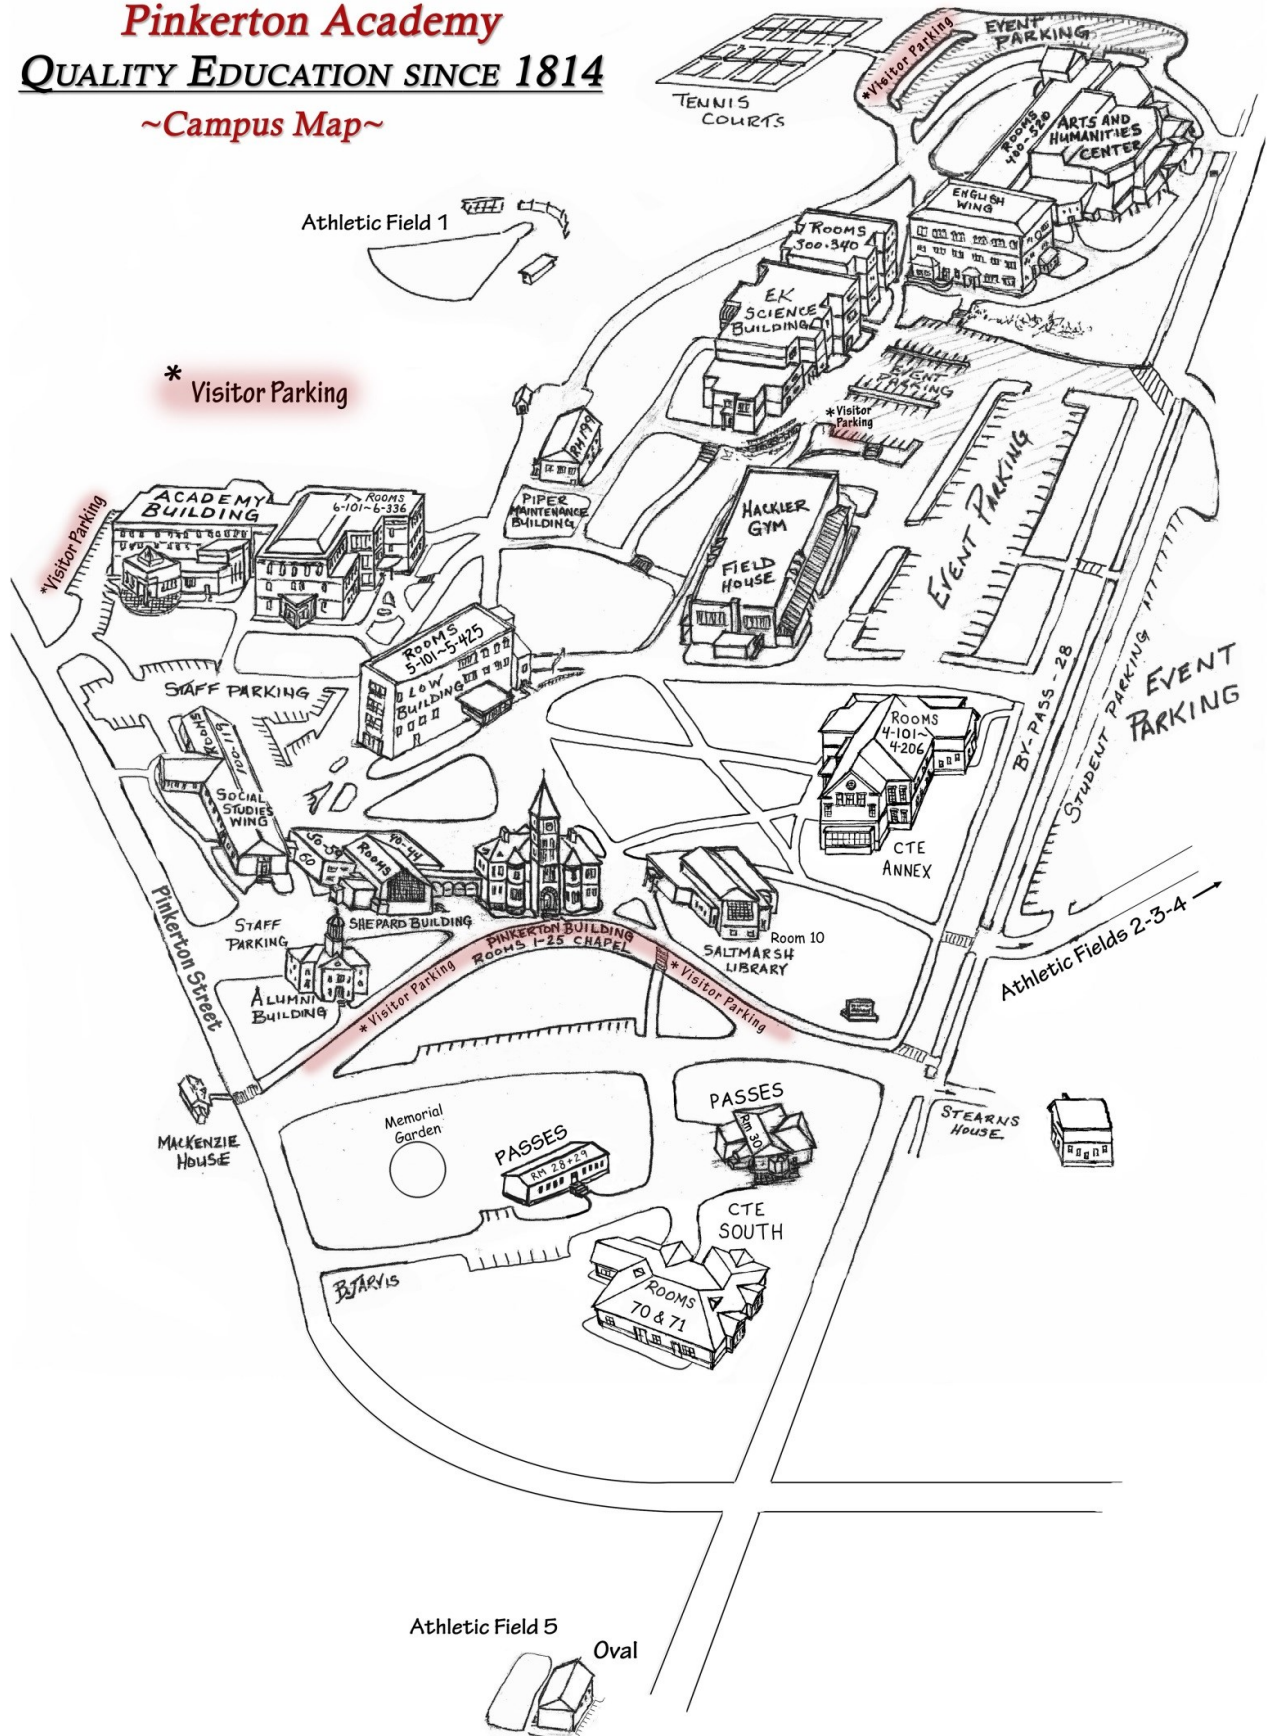 Pinkerton Academy
QUALITY EDUCATION SINCE 1814
~Campus Map~
TENNIS
COURTS
*Visitor Parking
EVENT
PARKING
ROOMS
400-520
ARTS AND
HUMANITIES
CENTER
ENGLISH
WING
Athletic Field 1
ROOMS
300-340
EK
SCIENCE
BUILDING
* Visitor Parking
EVENT
PARKING
*Visitor
Parking
RM 199
PIPER
MAINTENANCE
BUILDING
HACKLER
GYM
FIELD
HOUSE
EVENT PARKING
*Visitor Parking
ACADEMY
BUILDING
ROOMS
6-101~6-336
ROOMS
5-101~5-425
LOW
BUILDING
STAFF PARKING
BY-PASS-28
STUDENT PARKING
EVENT
PARKING
ROOMS
4-101~
4-206
CTE
ANNEX
ROOMS
101-119
SOCIAL
STUDIES
WING
50-59
60
ROOMS
40-44
SHEPARD BUILDING
STAFF
PARKING
PINKERTON BUILDING
ROOMS 1-25 CHAPEL
Room 10
SALTMARSH
LIBRARY
Athletic Fields 2-3-4
Pinkerton Street
ALUMNI
BUILDING
* Visitor Parking
* Visitor Parking
MACKENZIE
HOUSE
Memorial
Garden
PASSES
RM 28+29
PASSES
Rm 30
STEARNS
HOUSE
CTE
SOUTH
ROOMS
70 & 71
B.JARVIS
Athletic Field 5
Oval